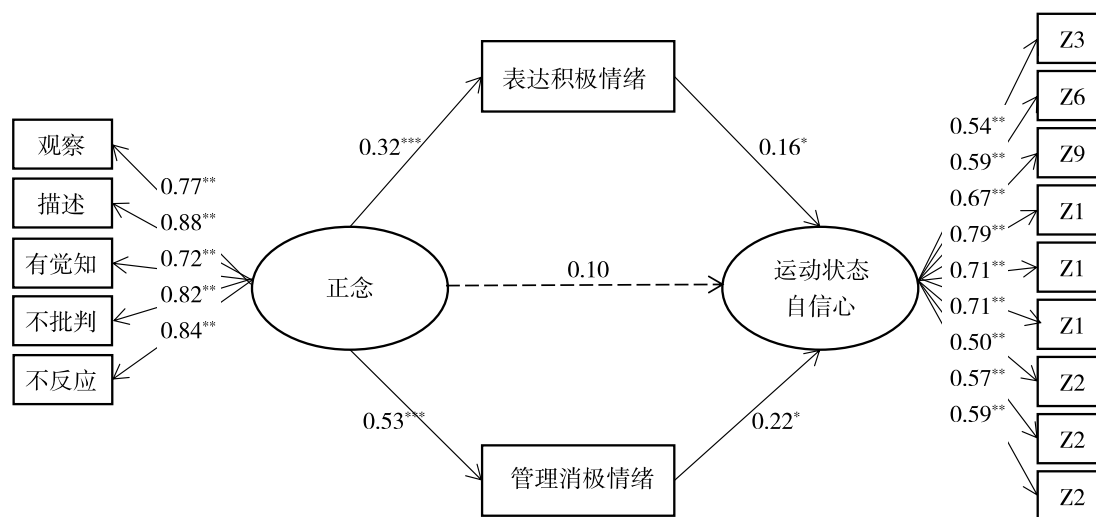 表达积极情绪
0.32***
0.16*
观察
描述
有觉知
不批判
不反应
0.77**
0.88**
0.72**
0.82**
0.84**
正念
0.10
运动状态
自信心
0.54**
0.59**
0.67**
0.79**
0.71**
0.71**
0.50**
0.57**
0.59**
Z3
Z6
Z9
Z1
Z1
Z1
Z2
Z2
Z2
0.53***
0.22*
管理消极情绪